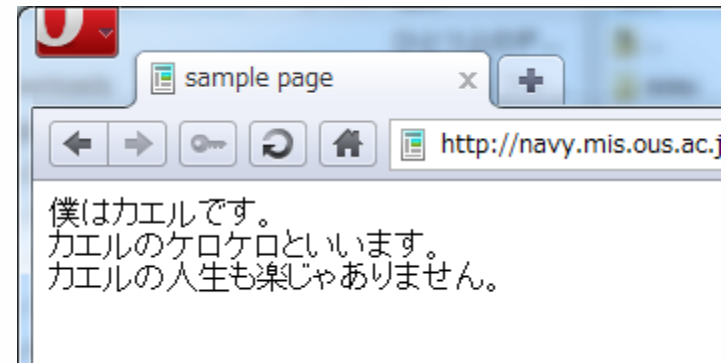 sample page
http://navy.mis.ous.ac.j
僕はカエルです。
カエルのケロケロといいます。
カエルの人生も楽じゃありません。